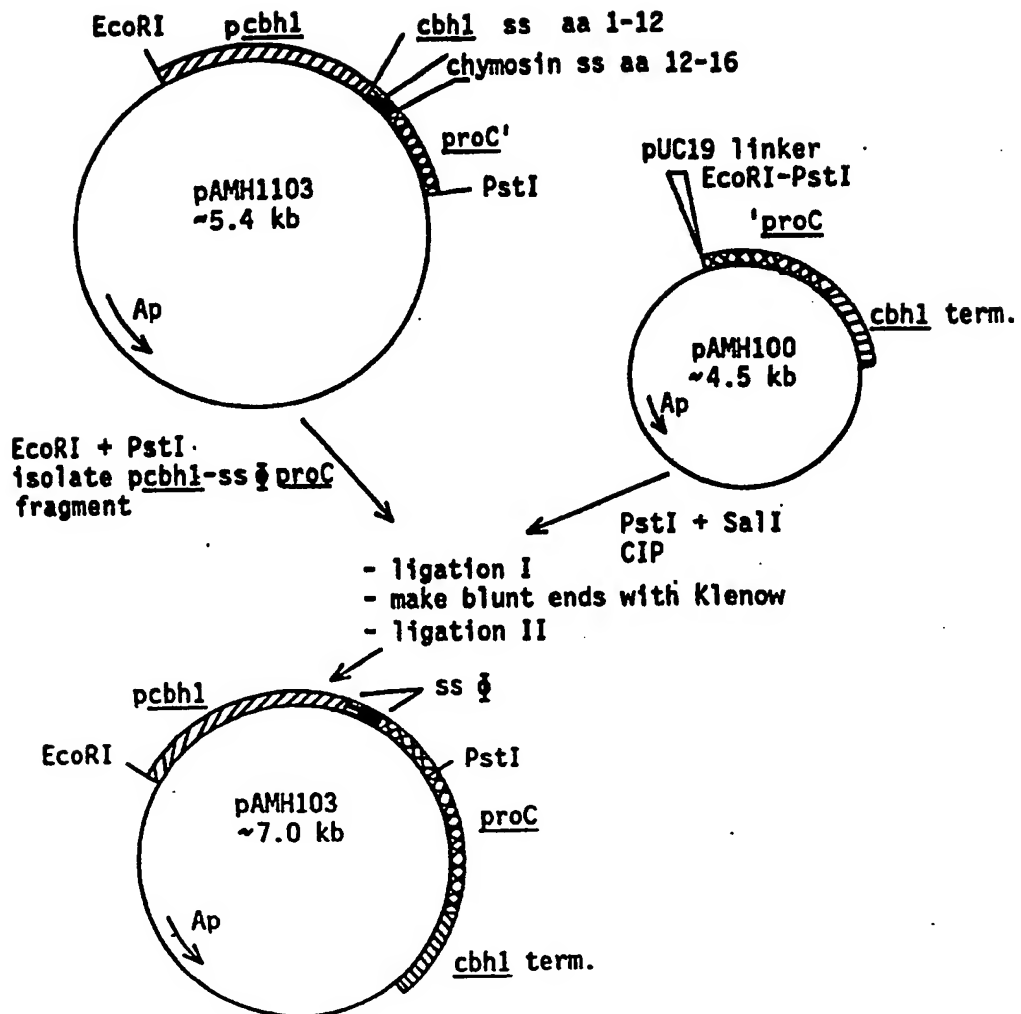 EcoRI
pcbh1
cbh1 ss aa 1-12
chymosin ss aa 12-16
proC'
PstI
pAMH1103
~5.4 kb
Ap
pUC19 linker
EcoRI-PstI
'proC
cbh1 term.
pAMH100
~4.5 kb
Ap
EcoRI + PstI
isolate pcbh1-ss ϕ proC
fragment
PstI + SalI
CIP
- ligation I
- make blunt ends with Klenow
- ligation II
pcbh1
ss ϕ
EcoRI
PstI
pAMH103
~7.0 kb
proC
Ap
cbh1 term.